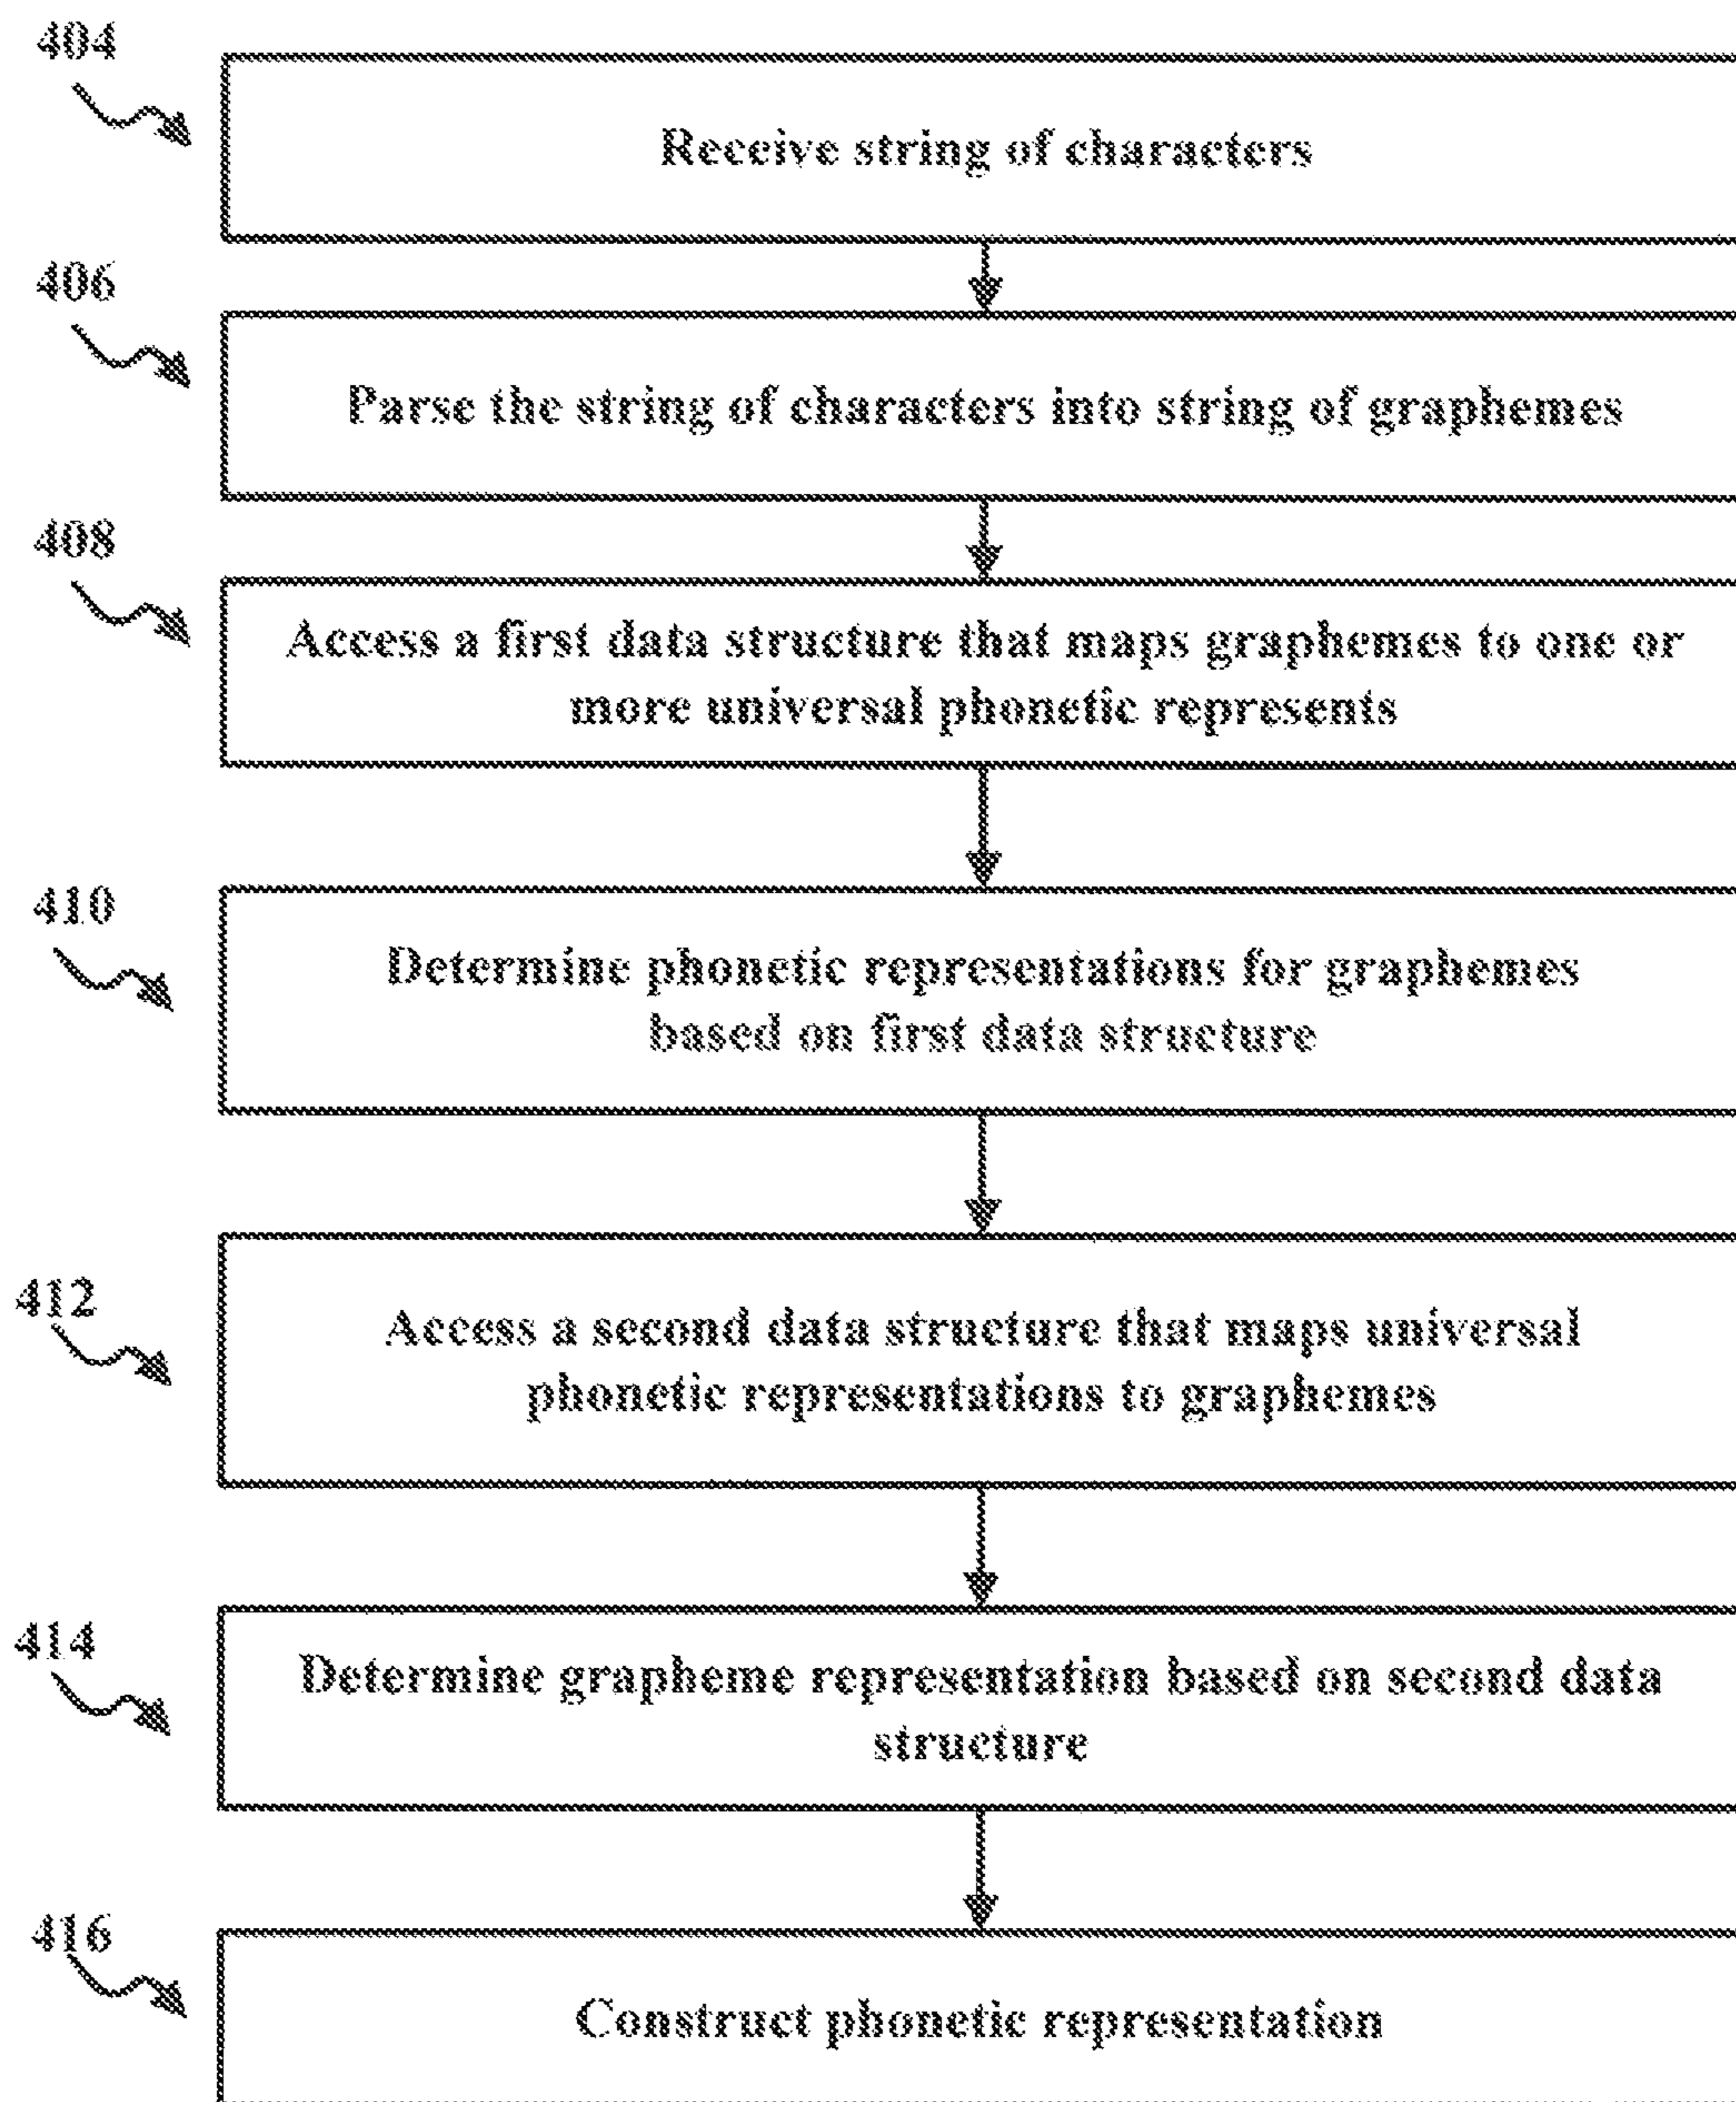 404
Receive string of characters
406
Parse the string of characters into string of graphemes
408
Access a first data structure that maps graphemes to one or
more universal phonetic represents
410
Determine phonetic representations for graphemes
based on first data structure
412
Access a second data structure that maps universal
phonetic representations to graphemes
414
Determine grapheme representation based on second data
structure
416
Construct phonetic representation